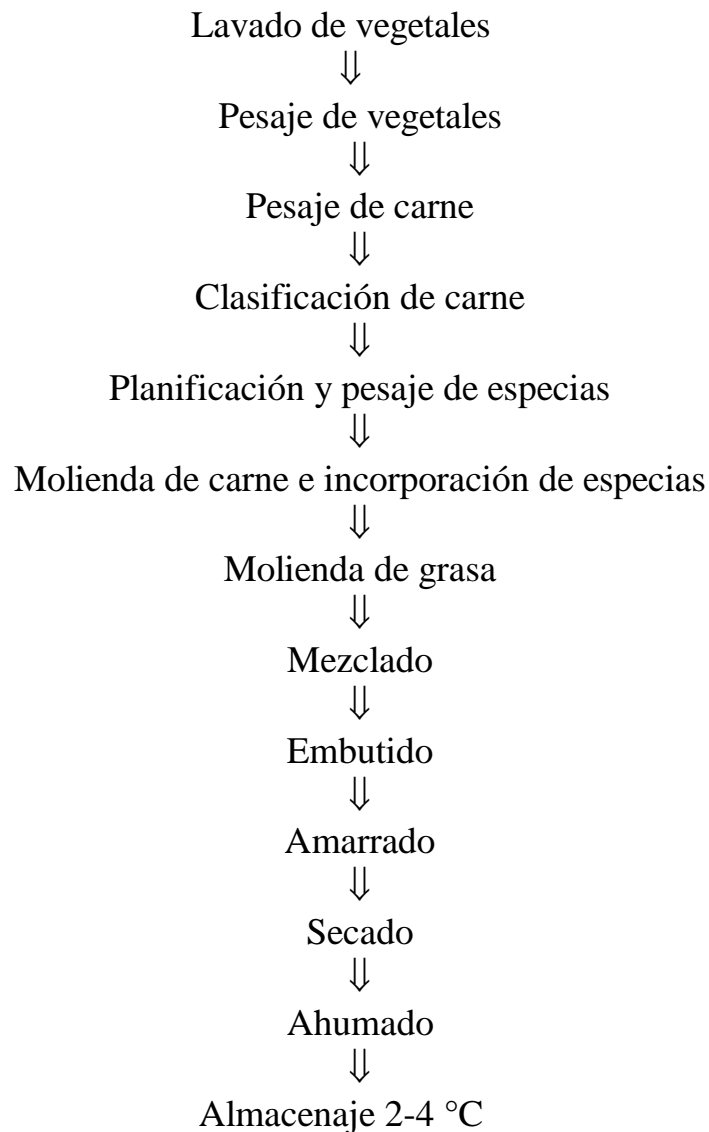 Lavado de vegetales
⇓
Pesaje de vegetales
⇓
Pesaje de carne
⇓
Clasificación de carne
⇓
Planificación y pesaje de especias
⇓
Molienda de carne e incorporación de especias
⇓
Molienda de grasa
⇓
Mezclado
⇓
Embutido
⇓
Amarrado
⇓
Secado
⇓
Ahumado
⇓
Almacenaje 2-4 °C